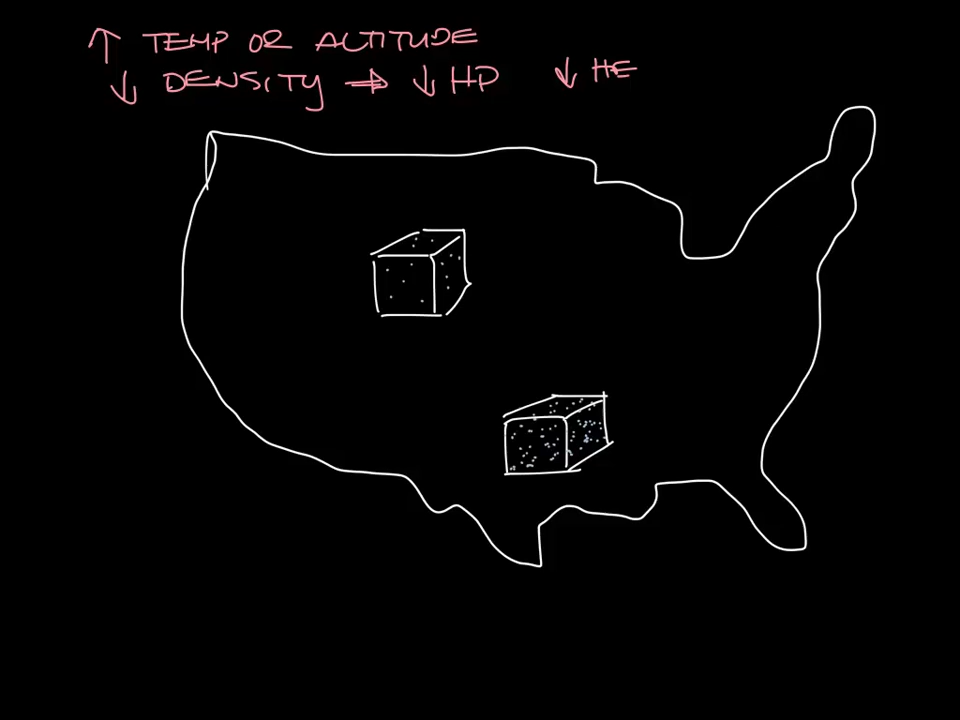 ↑ TEMP OR ALTITUDE
↓ DENSITY ⇒ ↓ HP ↓ HE